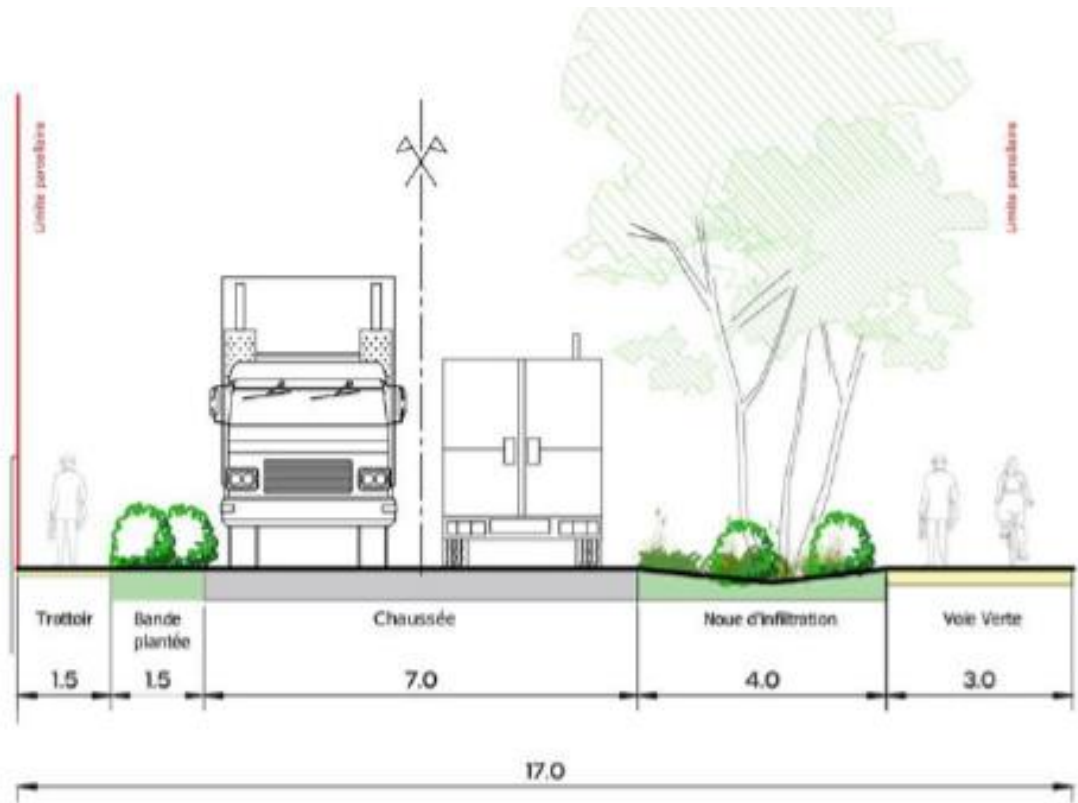 Limite parcellaire
Limite parcellaire
Trottoir
Bande
plantée
Chaussée
Noue d'infiltration
Voie Verte
1.5
1.5
7.0
4.0
3.0
17.0